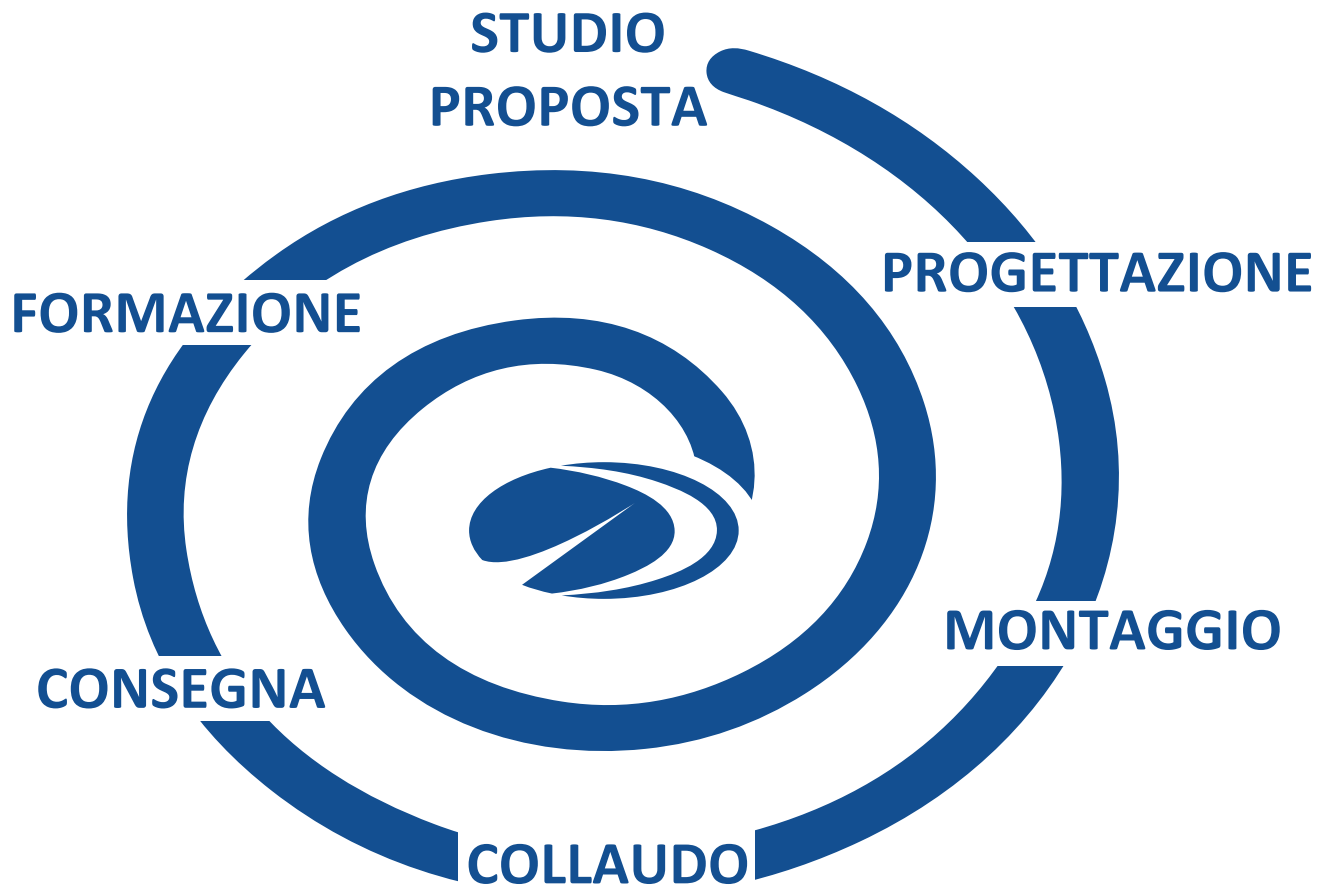 STUDIO
PROPOSTA
PROGETTAZIONE
MONTAGGIO
COLLAUDO
CONSEGNA
FORMAZIONE